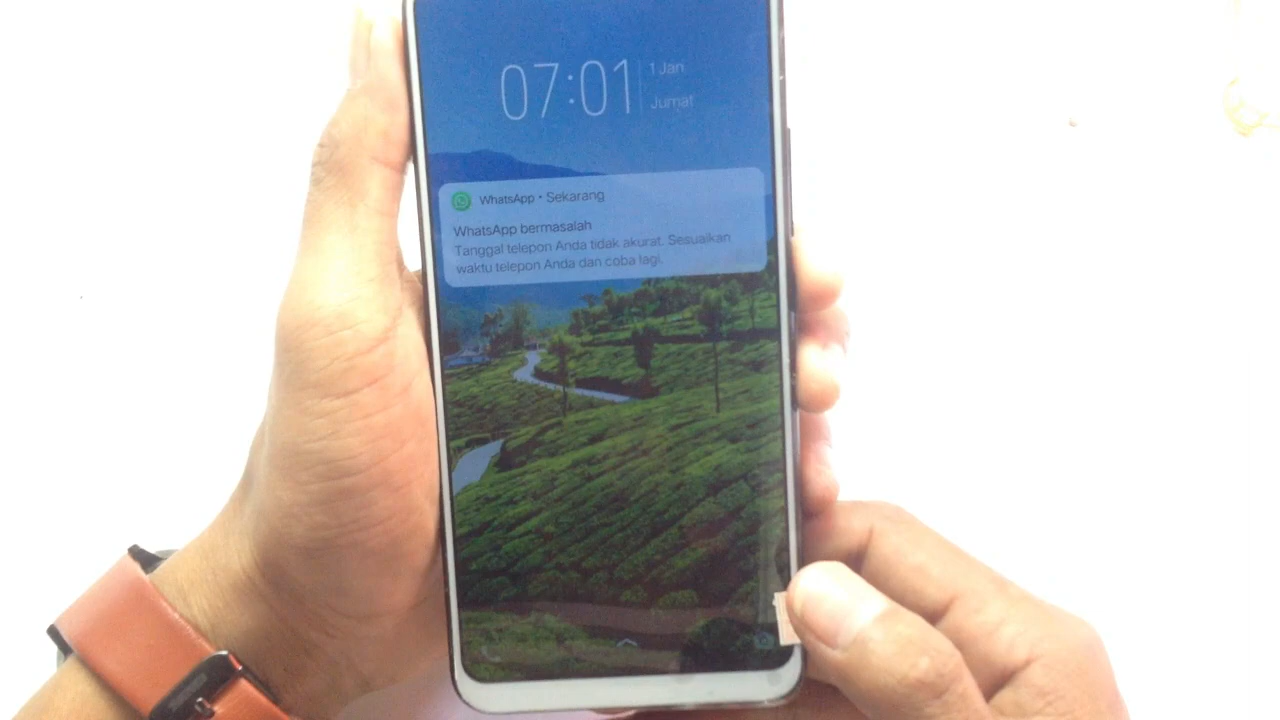 07:01
1 Jan
Jumat
WhatsApp • Sekarang
WhatsApp bermasalah
Tanggal telepon Anda tidak akurat. Sesuaikan
waktu telepon Anda dan coba lagi.